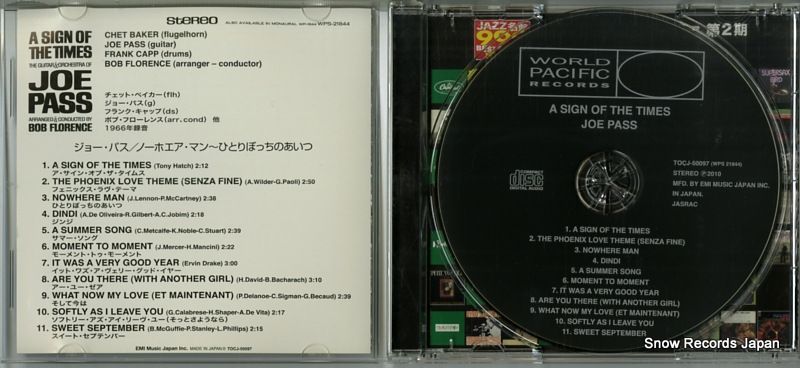 stereo
ALSO AVAILABLE IN MONAURAL WP-1844 WPS-21844
A SIGN OF
THE TIMES
THE GUITAR & ORCHESTRA OF
JOE
PASS
ARRANGED & CONDUCTED BY
BOB FLORENCE
CHET BAKER (flugelhorn)
JOE PASS (guitar)
FRANK CAPP (drums)
BOB FLORENCE (arranger – conductor)
チェット・ベイカー(flh)
ジョー・パス(g)
フランク・キャップ(ds)
ボブ・フローレンス(arr.cond) 他
1966年録音
ジョー・パス/ノーホエア・マン〜ひとりぼっちのあいつ
1. A SIGN OF THE TIMES (Tony Hatch) 2:12
ア・サイン・オブ・ザ・タイムス
2. THE PHOENIX LOVE THEME (SENZA FINE) (A.Wilder-G.Paoli) 2:50
フェニックス・ラヴ・テーマ
3. NOWHERE MAN (J.Lennon-P.McCartney) 2:38
ひとりぼっちのあいつ
4. DINDI (A.De Oliveira-R.Gilbert-A.C.Jobim) 2:18
ジンジ
5. A SUMMER SONG (C.Metcalfe-K.Noble-C.Stuart) 2:39
サマー・ソング
6. MOMENT TO MOMENT (J.Mercer-H.Mancini) 2:22
モーメント・トゥ・モーメント
7. IT WAS A VERY GOOD YEAR (Ervin Drake) 3:00
イット・ワズ・ア・ヴェリー・グッド・イヤー
8. ARE YOU THERE (WITH ANOTHER GIRL) (H.David-B.Bacharach) 3:10
アー・ユー・ゼア
9. WHAT NOW MY LOVE (ET MAINTENANT) (P.Delanoe-C.Sigman-G.Becaud) 2:39
そして今は
10. SOFTLY AS I LEAVE YOU (G.Calabrese-H.Shaper-A.De Vita) 2:17
ソフトリー・アズ・アイ・リーヴ・ユー(そっとさようなら)
11. SWEET SEPTEMBER (B.McGuffie-P.Stanley-L.Phillips) 2:15
スイート・セプテンバー
EMI Music Japan Inc. MADE IN JAPAN TOCJ-50097
JAZZ名盤
第2期
WORLD
PACIFIC
RECORDS
A SIGN OF THE TIMES
JOE PASS
COMPACT
disc
DIGITAL AUDIO
TOCJ-50097 (WPS 21844)
STEREO Ⓟ2010
MFD. BY EMI MUSIC JAPAN INC.
IN JAPAN.
JASRAC
1. A SIGN OF THE TIMES
2. THE PHOENIX LOVE THEME (SENZA FINE)
3. NOWHERE MAN
4. DINDI
5. A SUMMER SONG
6. MOMENT TO MOMENT
7. IT WAS A VERY GOOD YEAR
8. ARE YOU THERE (WITH ANOTHER GIRL)
9. WHAT NOW MY LOVE (ET MAINTENANT)
10. SOFTLY AS I LEAVE YOU
11. SWEET SEPTEMBER
SUPERSAX
Snow Records Japan